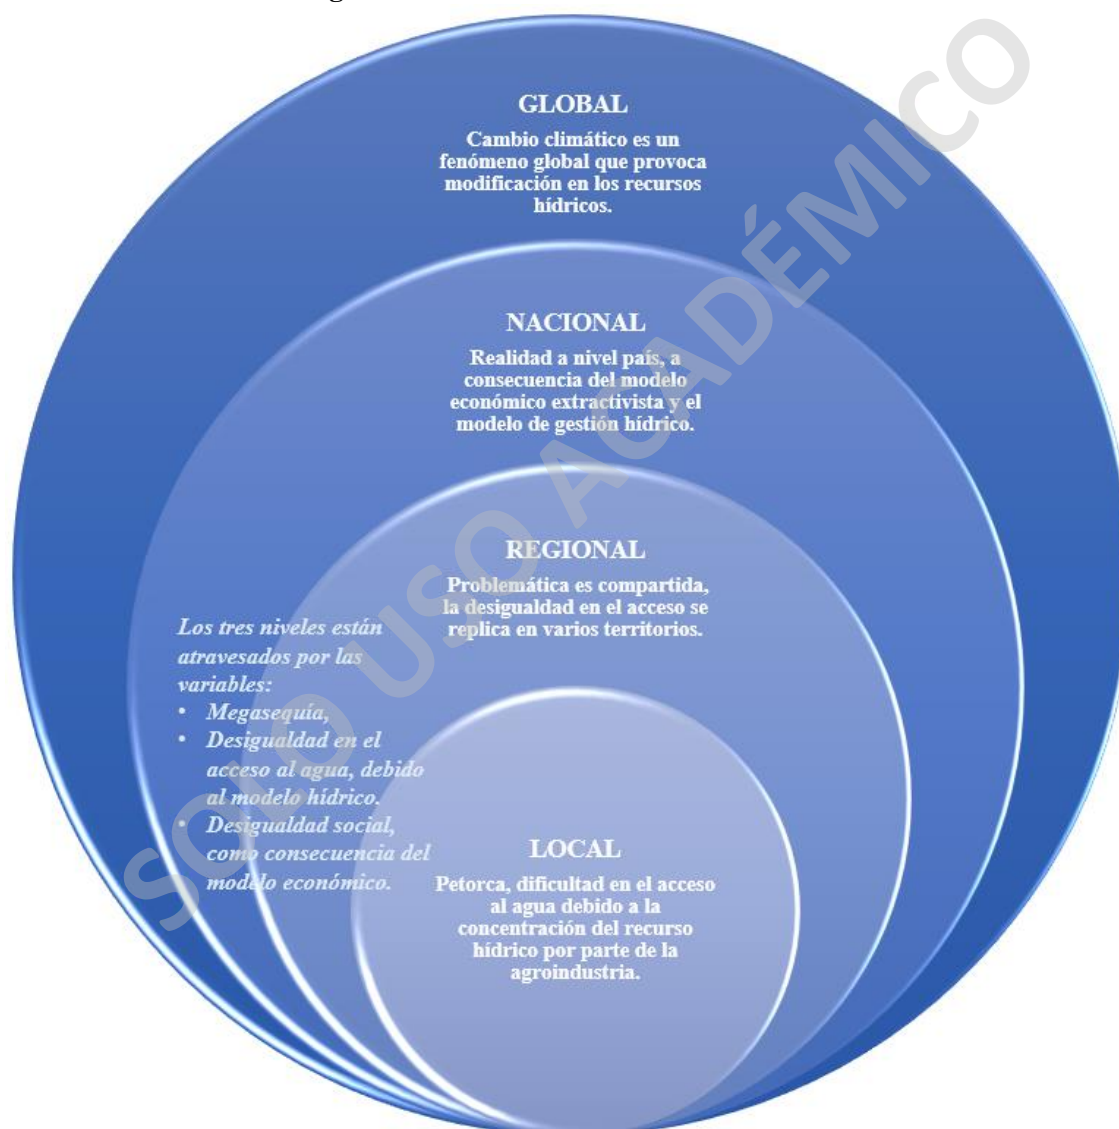 GLOBAL
Cambio climático es un
fenómeno global que provoca
modificación en los recursos
hídricos.
NACIONAL
Realidad a nivel país, a
consecuencia del modelo
económico extractivista y el
modelo de gestión hídrico.
REGIONAL
Problemática es compartida,
la desigualdad en el acceso se
replica en varios territorios.
Los tres niveles están
atravesados por las
variables:
• Megasequía,
• Desigualdad en el
acceso al agua, debido
al modelo hídrico.
• Desigualdad social,
como consecuencia del
modelo económico.
LOCAL
Petorca, dificultad en el acceso
al agua debido a la
concentración del recurso
hídrico por parte de la
agroindustria.
SOLO USO ACADÉMICO